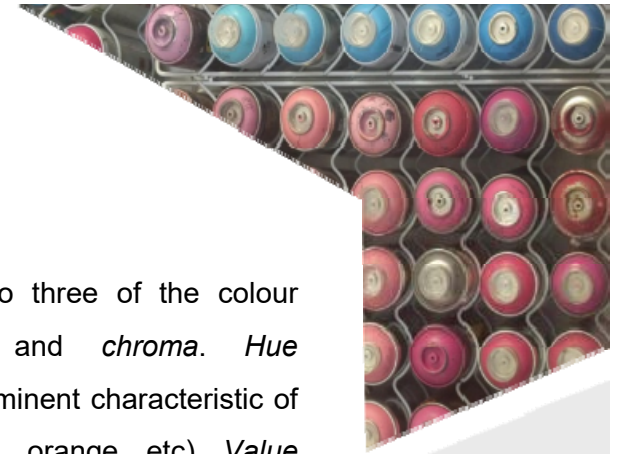 o three of the colour
and chroma. Hue
minent characteristic of
orange etc) Value